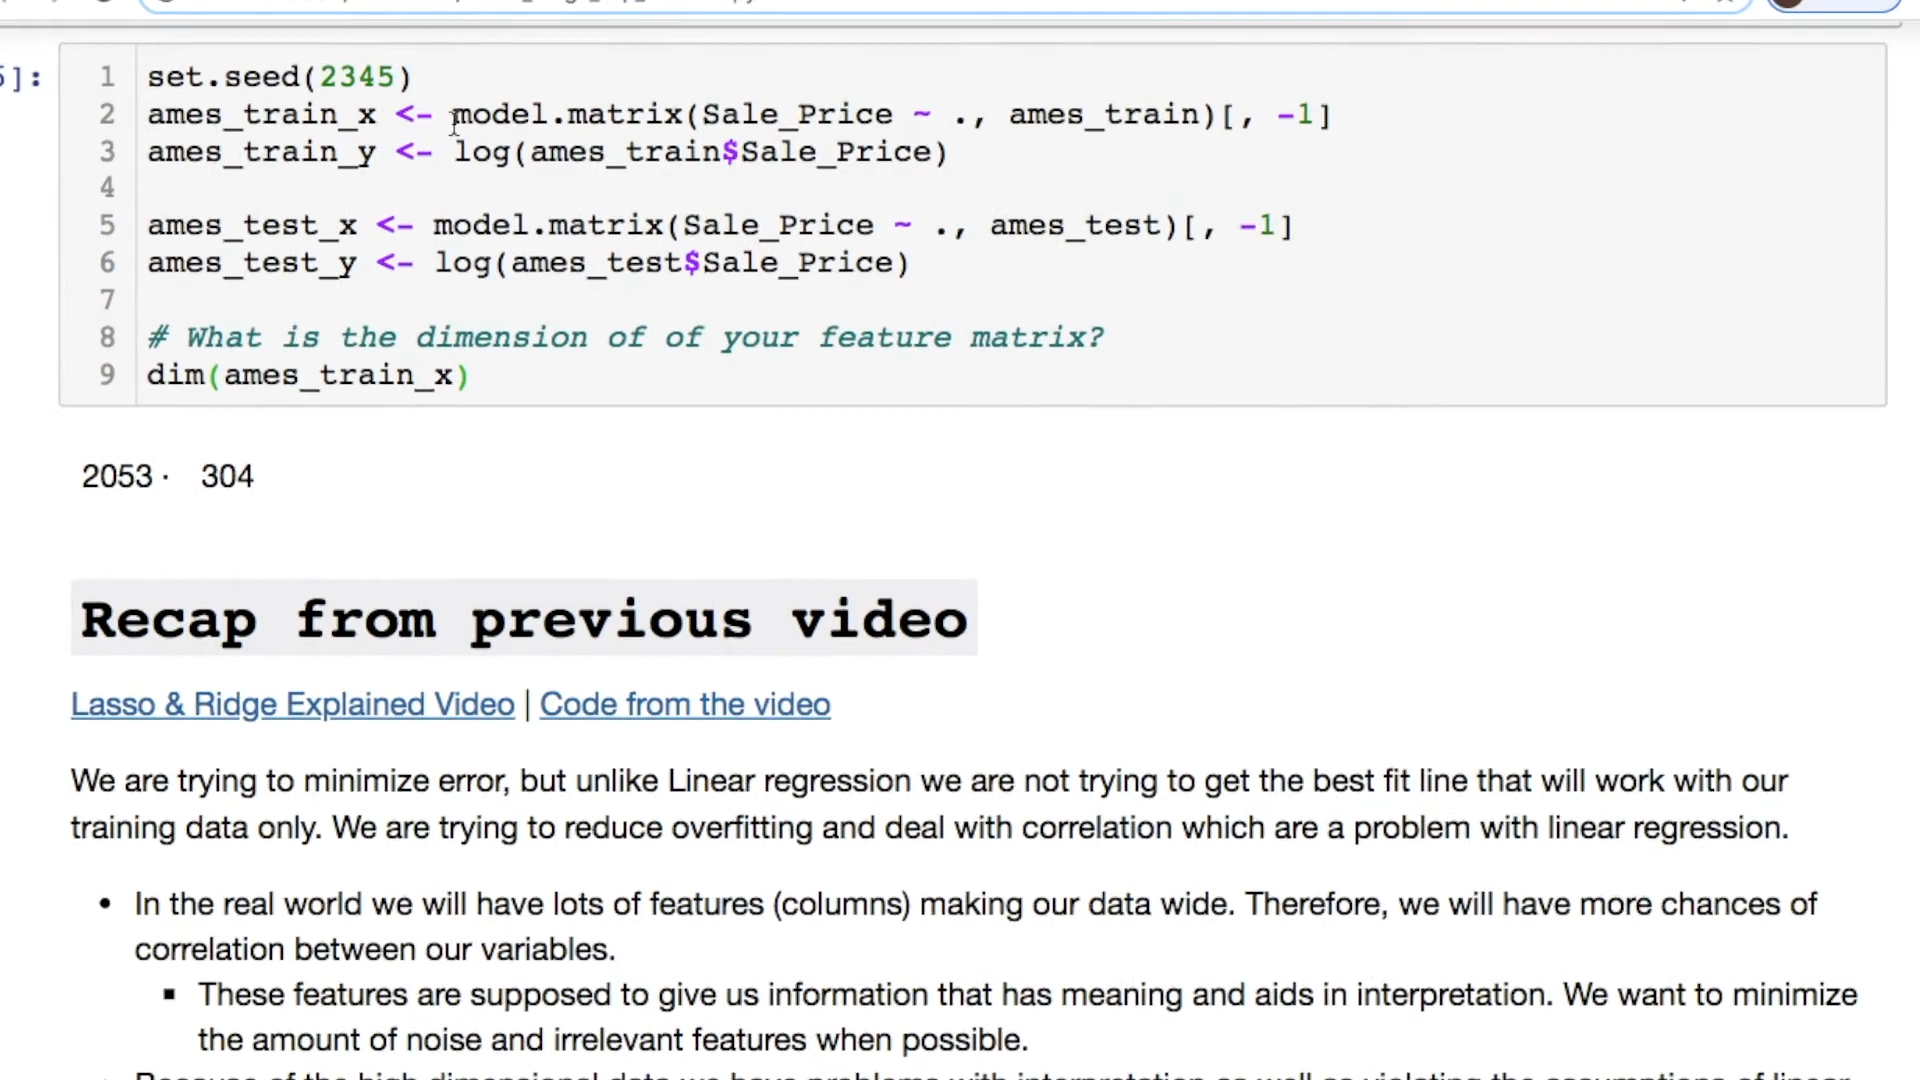 5]:
1 set.seed(2345)
2 ames_train_x <- model.matrix(Sale_Price ~ ., ames_train)[, -1]
3 ames_train_y <- log(ames_train$Sale_Price)
4
5 ames_test_x <- model.matrix(Sale_Price ~ ., ames_test)[, -1]
6 ames_test_y <- log(ames_test$Sale_Price)
7
8 # What is the dimension of of your feature matrix?
9 dim(ames_train_x)
2053 · 304
Recap from previous video
Lasso & Ridge Explained Video | Code from the video
We are trying to minimize error, but unlike Linear regression we are not trying to get the best fit line that will work with our
training data only. We are trying to reduce overfitting and deal with correlation which are a problem with linear regression.
• In the real world we will have lots of features (columns) making our data wide. Therefore, we will have more chances of
correlation between our variables.
▪ These features are supposed to give us information that has meaning and aids in interpretation. We want to minimize
the amount of noise and irrelevant features when possible.